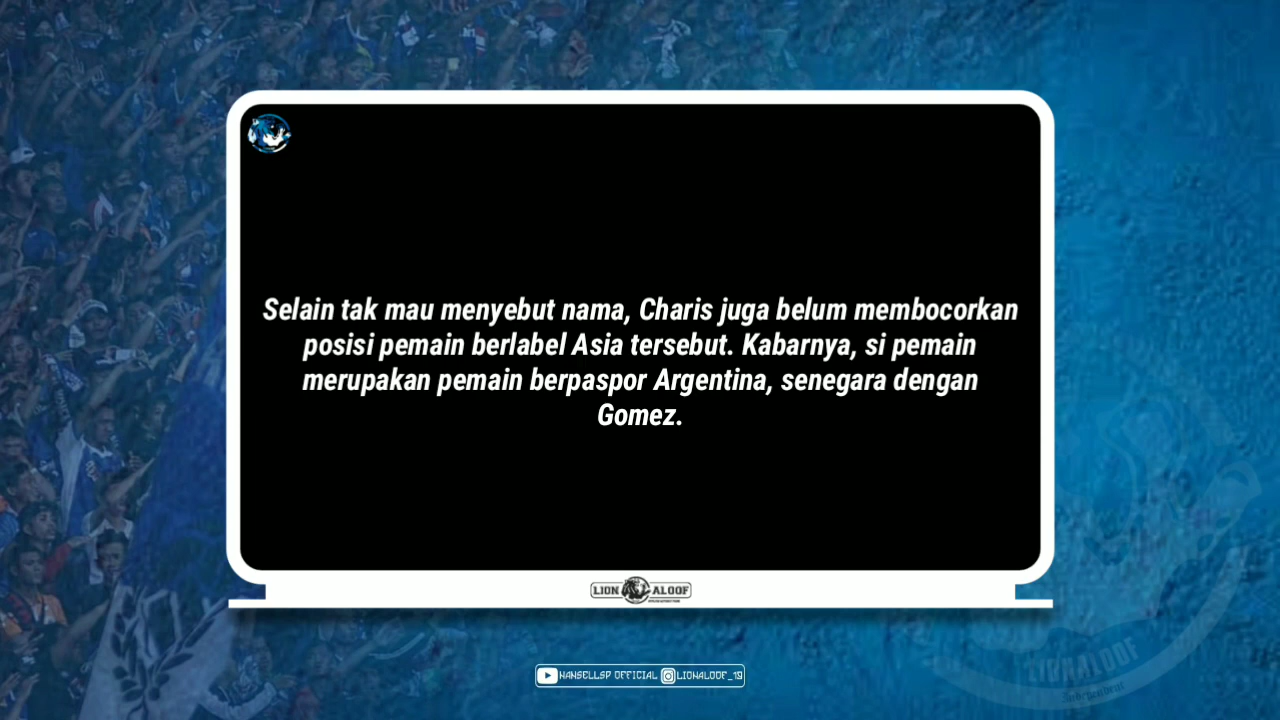 Selain tak mau menyebut nama, Charis juga belum membocorkan
posisi pemain berlabel Asia tersebut. Kabarnya, si pemain
merupakan pemain berpaspor Argentina, senegara dengan
Gomez.
LION ALOOF
HANSELLSP OFFICIAL LIONALOOF_19
LIONALOOF